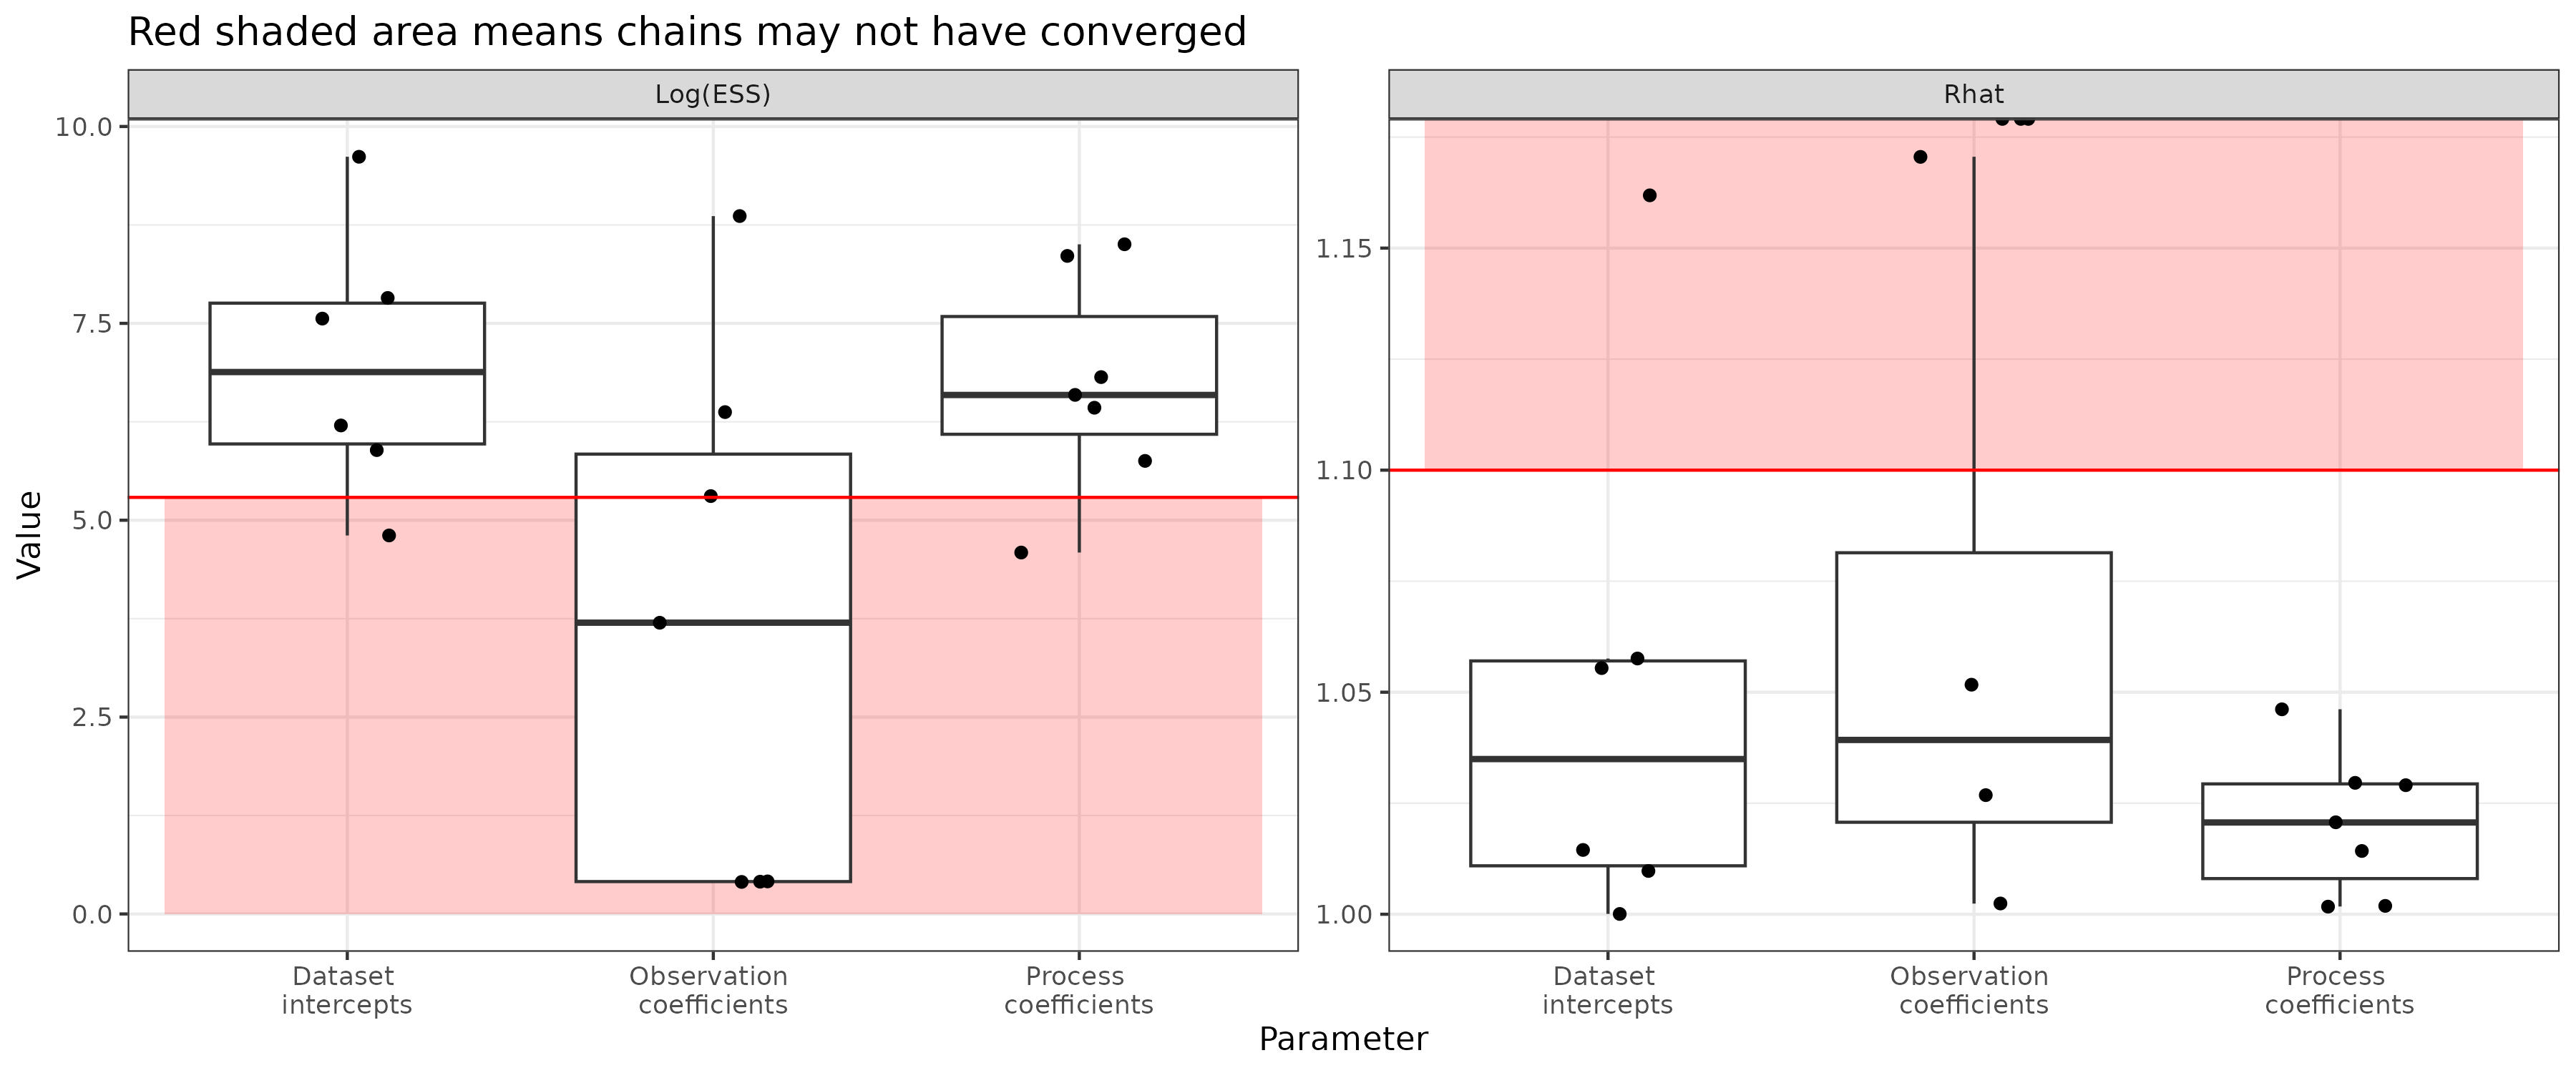 Red shaded area means chains may not have converged
Log(ESS)
Rhat
Value
10.0
7.5
5.0
2.5
0.0
1.15
1.10
1.05
1.00
Dataset
intercepts
Observation
coefficients
Process
coefficients
Dataset
intercepts
Observation
coefficients
Process
coefficients
Parameter